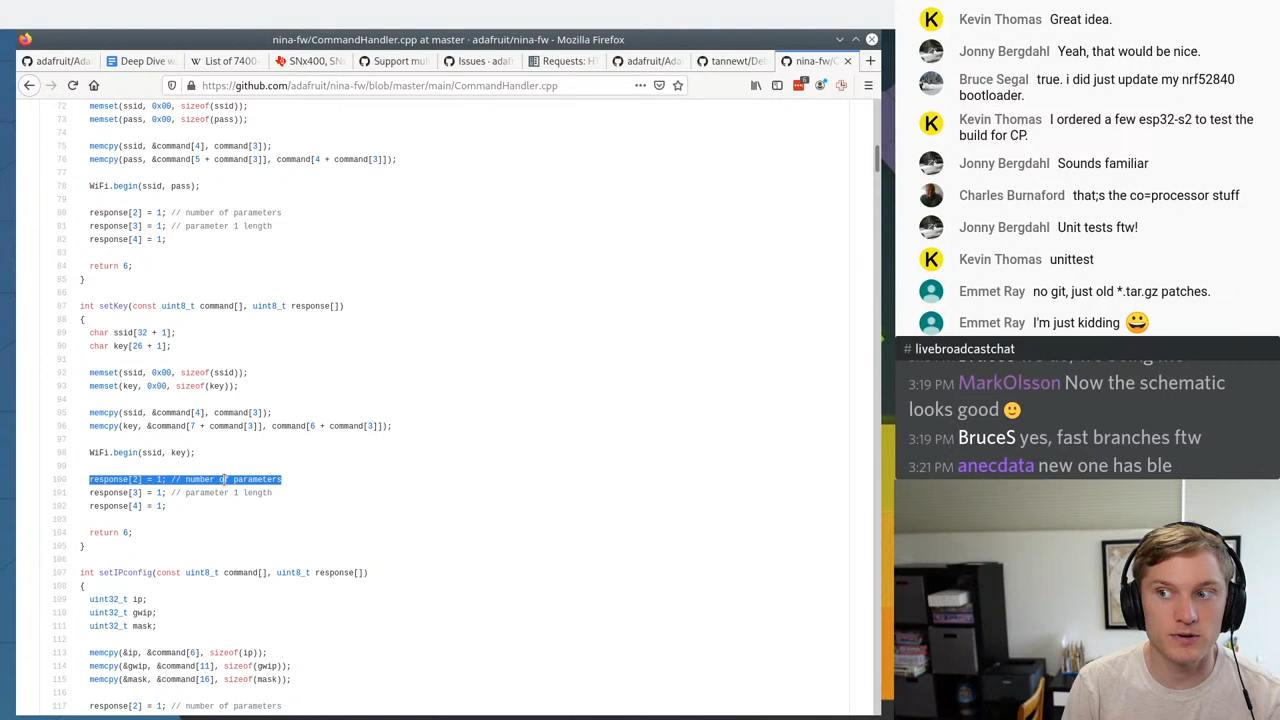 nina-fw/CommandHandler.cpp at master · adafruit/nina-fw - Mozilla Firefox
adafruit/Ada
Deep Dive w
List of 7400-
SNx400, S
Support mu
Issues · ada
Requests: H
adafruit/Ada
tannewt/De
nina-fw/C
https://github.com/adafruit/nina-fw/blob/master/main/CommandHandler.cpp
72 memset(ssid, 0x00, sizeof(ssid));
73 memset(pass, 0x00, sizeof(pass));
74
75 memcpy(ssid, &command[4], command[3]);
76 memcpy(pass, &command[5 + command[3]], command[4 + command[3]]);
77
78 WiFi.begin(ssid, pass);
79
80 response[2] = 1; // number of parameters
81 response[3] = 1; // parameter 1 length
82 response[4] = 1;
83
84 return 6;
85 }
86
87 int setKey(const uint8_t command[], uint8_t response[])
88 {
89 char ssid[32 + 1];
90 char key[26 + 1];
91
92 memset(ssid, 0x00, sizeof(ssid));
93 memset(key, 0x00, sizeof(key));
94
95 memcpy(ssid, &command[4], command[3]);
96 memcpy(key, &command[7 + command[3]], command[6 + command[3]]);
97
98 WiFi.begin(ssid, key);
99
100 response[2] = 1; // number of parameters
101 response[3] = 1; // parameter 1 length
102 response[4] = 1;
103
104 return 6;
105 }
106
107 int setIPconfig(const uint8_t command[], uint8_t response[])
108 {
109 uint32_t ip;
110 uint32_t gwip;
111 uint32_t mask;
112
113 memcpy(&ip, &command[6], sizeof(ip));
114 memcpy(&gwip, &command[11], sizeof(gwip));
115 memcpy(&mask, &command[16], sizeof(mask));
116
117 response[2] = 1; // number of parameters
K Kevin Thomas Great idea.
Jonny Bergdahl Yeah, that would be nice.
Bruce Segal true. i did just update my nrf52840
bootloader.
K Kevin Thomas I ordered a few esp32-s2 to test the
build for CP.
Jonny Bergdahl Sounds familiar
Charles Burnaford that;s the co=processor stuff
Jonny Bergdahl Unit tests ftw!
K Kevin Thomas unittest
Emmet Ray no git, just old *.tar.gz patches.
Emmet Ray I'm just kidding 😀
# livebroadcastchat
3:19 PM MarkOlsson Now the schematic
looks good 🙂
3:19 PM BruceS yes, fast branches ftw
3:21 PM anecdata new one has ble